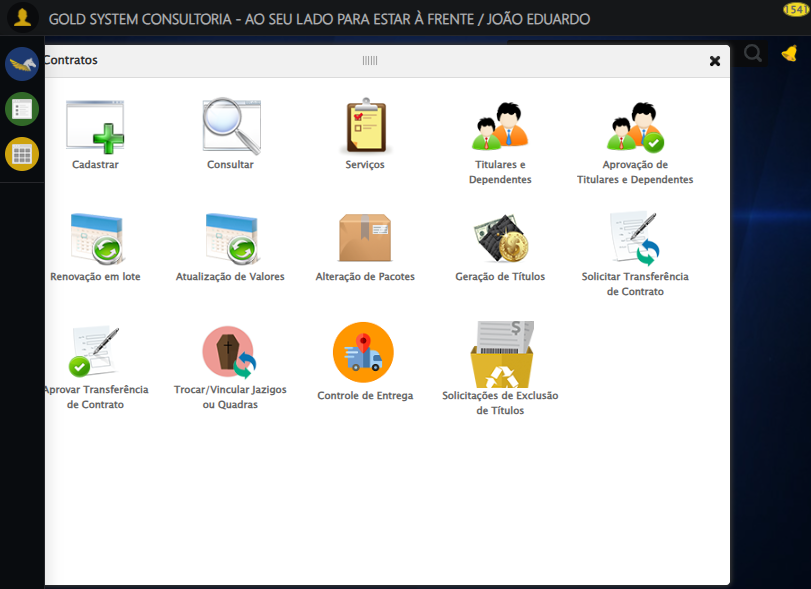 GOLD SYSTEM CONSULTORIA - AO SEU LADO PARA ESTAR À FRENTE / JOÃO EDUARDO
1541
Contratos
Cadastrar
Consultar
Serviços
Titulares e
Dependentes
Aprovação de
Titulares e Dependentes
Renovação em lote
Atualização de Valores
Alteração de Pacotes
Geração de Títulos
Solicitar Transferência
de Contrato
Aprovar Transferência
de Contrato
Trocar/Vincular Jazigos
ou Quadras
Controle de Entrega
$
Solicitações de Exclusão
de Títulos